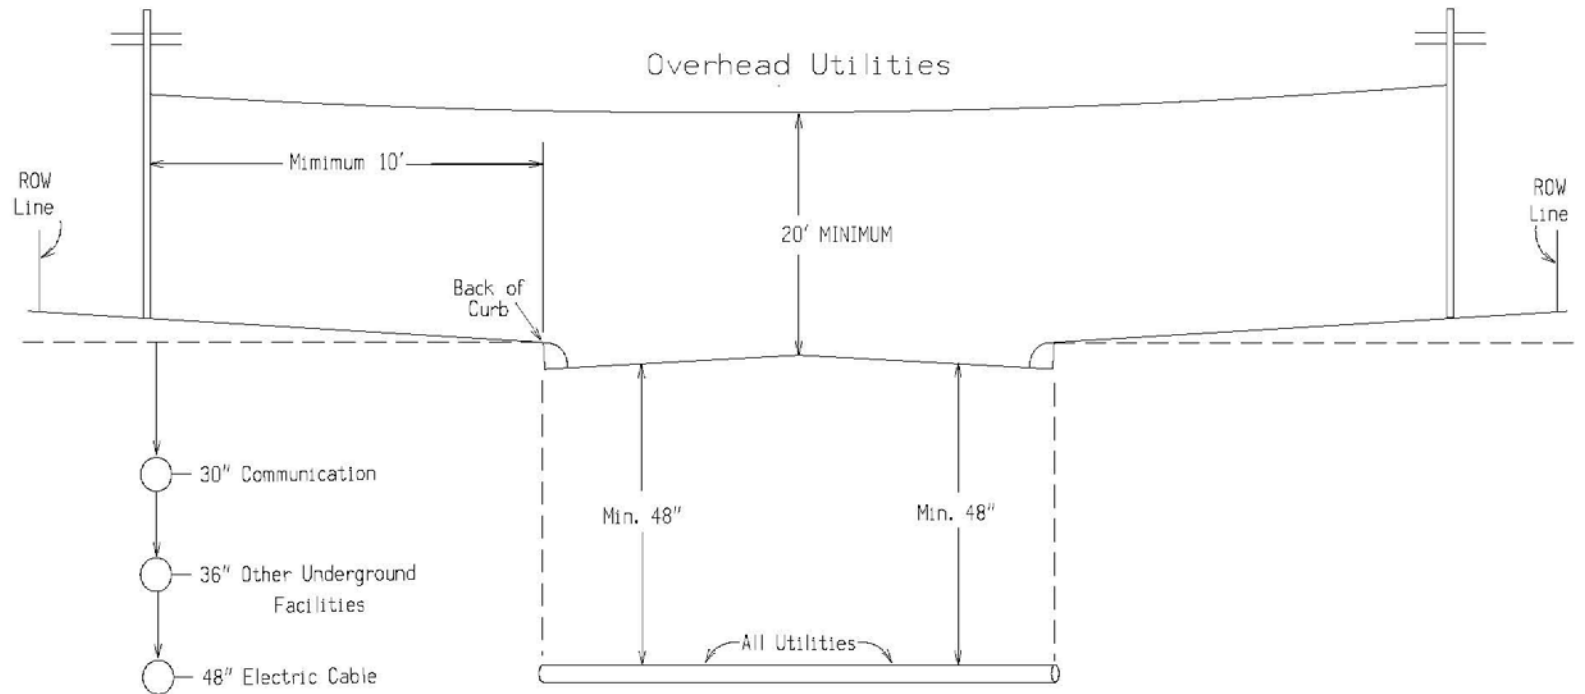 Overhead Utilities
Mimimum 10'
ROW
Line
ROW
Line
20' MINIMUM
Back of
Curb
30" Communication
Min. 48"
Min. 48"
36" Other Underground
Facilities
All Utilities
48" Electric Cable